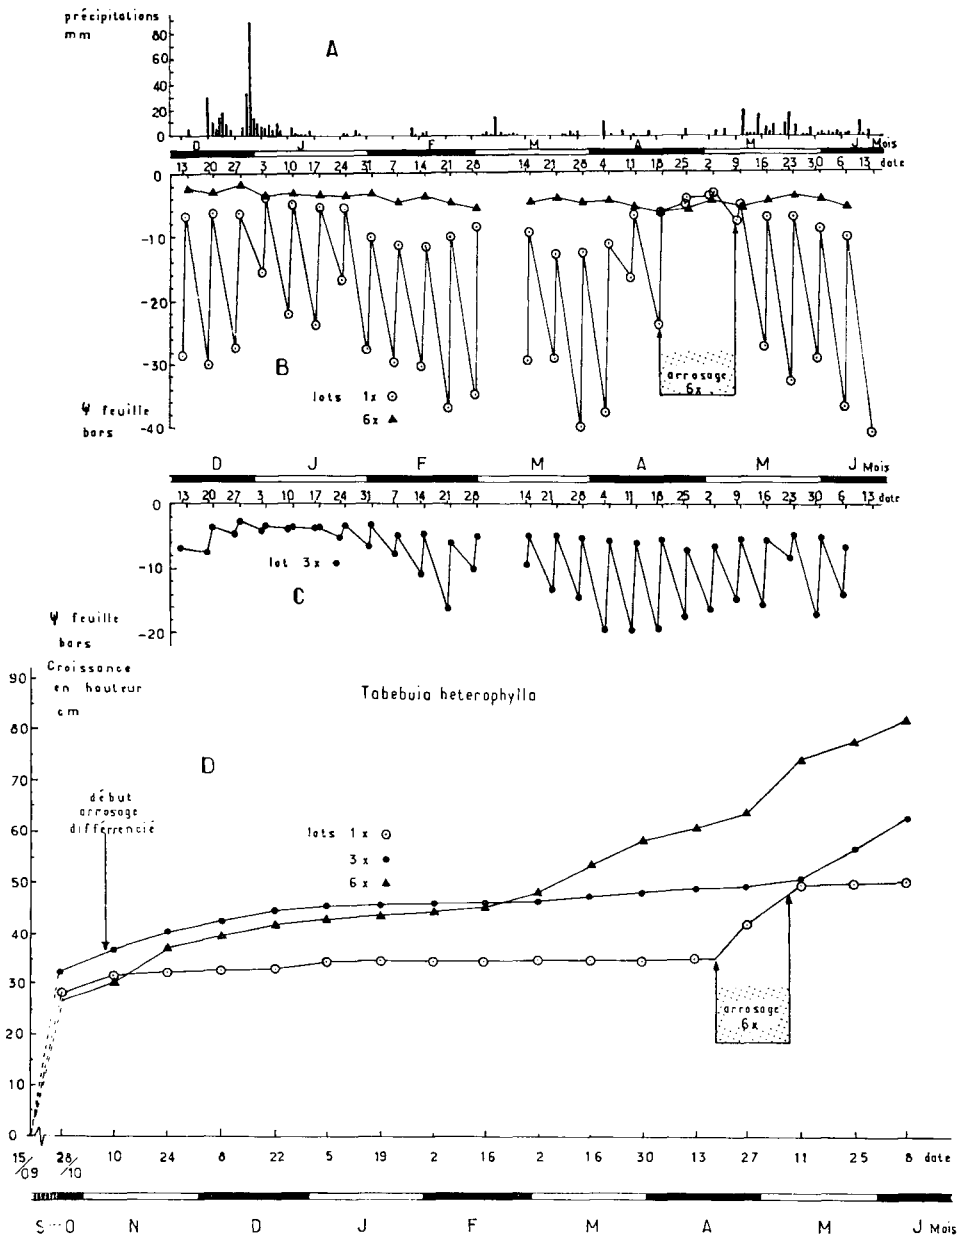 précipitations
mm
80
60
40
20
0
A
D J F M A M J Mois
13 20 27 3 10 17 24 31 7 14 21 28 14 21 28 4 11 18 25 2 9 16 23 30 6 13 date
0
-10
-20
-30
-40
B
lots 1x
6x
arrosage
6x
Ψ feuille
bars
D J F M A M J Mois
13 20 27 3 10 17 24 31 7 14 21 28 14 21 28 4 11 18 25 2 9 16 23 30 6 13 date
0
-10
-20
lot 3x
C
Ψ feuille
bars
Croissance
en hauteur
cm
Tabebuia heterophylla
90
80
70
60
50
40
30
20
10
0
D
début
arrosage
différrencié
lots 1x
3x
6x
arrosage
6x
15/09 28/10 10 24 8 22 5 19 2 16 2 16 30 13 27 11 25 8 date
S O N D J F M A M J Mois